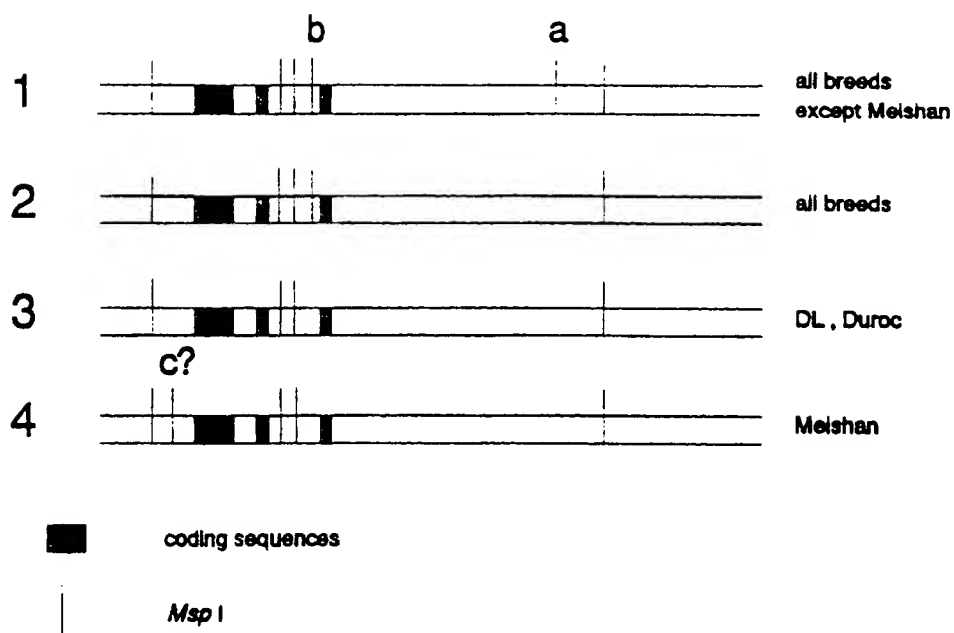 b a
1 all breeds
except Meishan
2 all breeds
3 DL , Duroc
c?
4 Meishan
coding sequences
Msp I